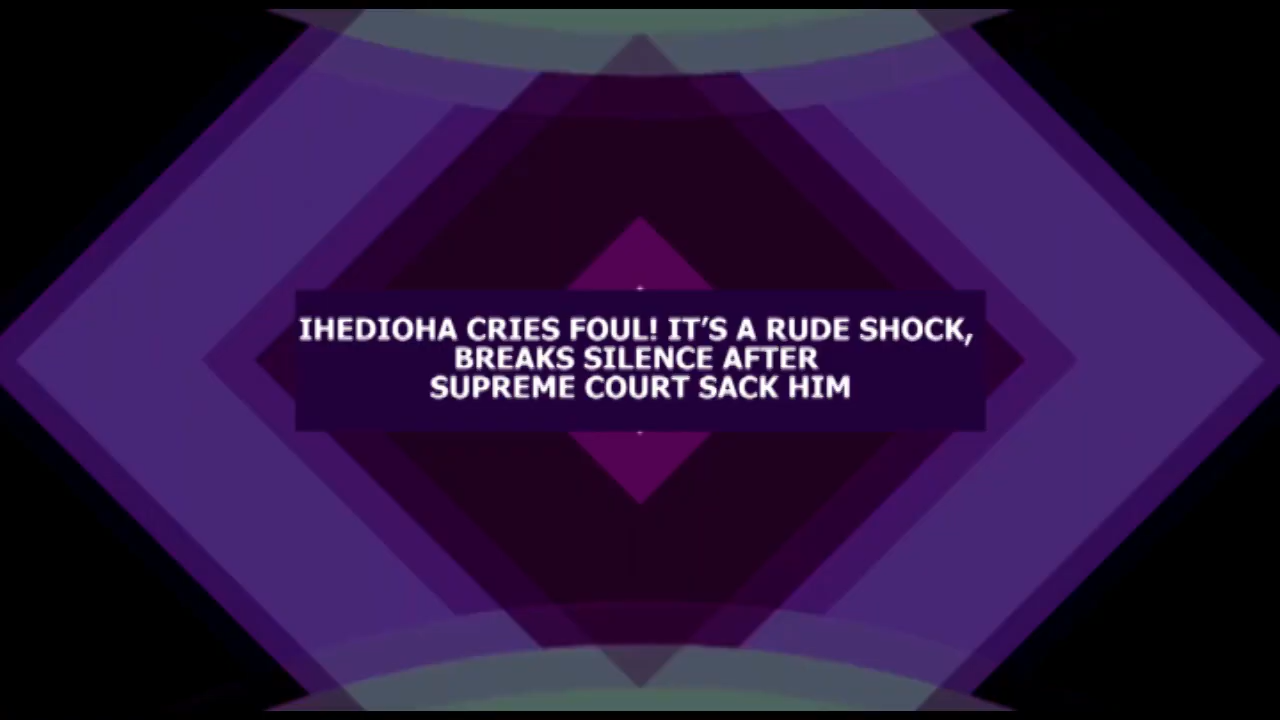 IHEDIOHA CRIES FOUL! IT’S A RUDE SHOCK,
BREAKS SILENCE AFTER
SUPREME COURT SACK HIM